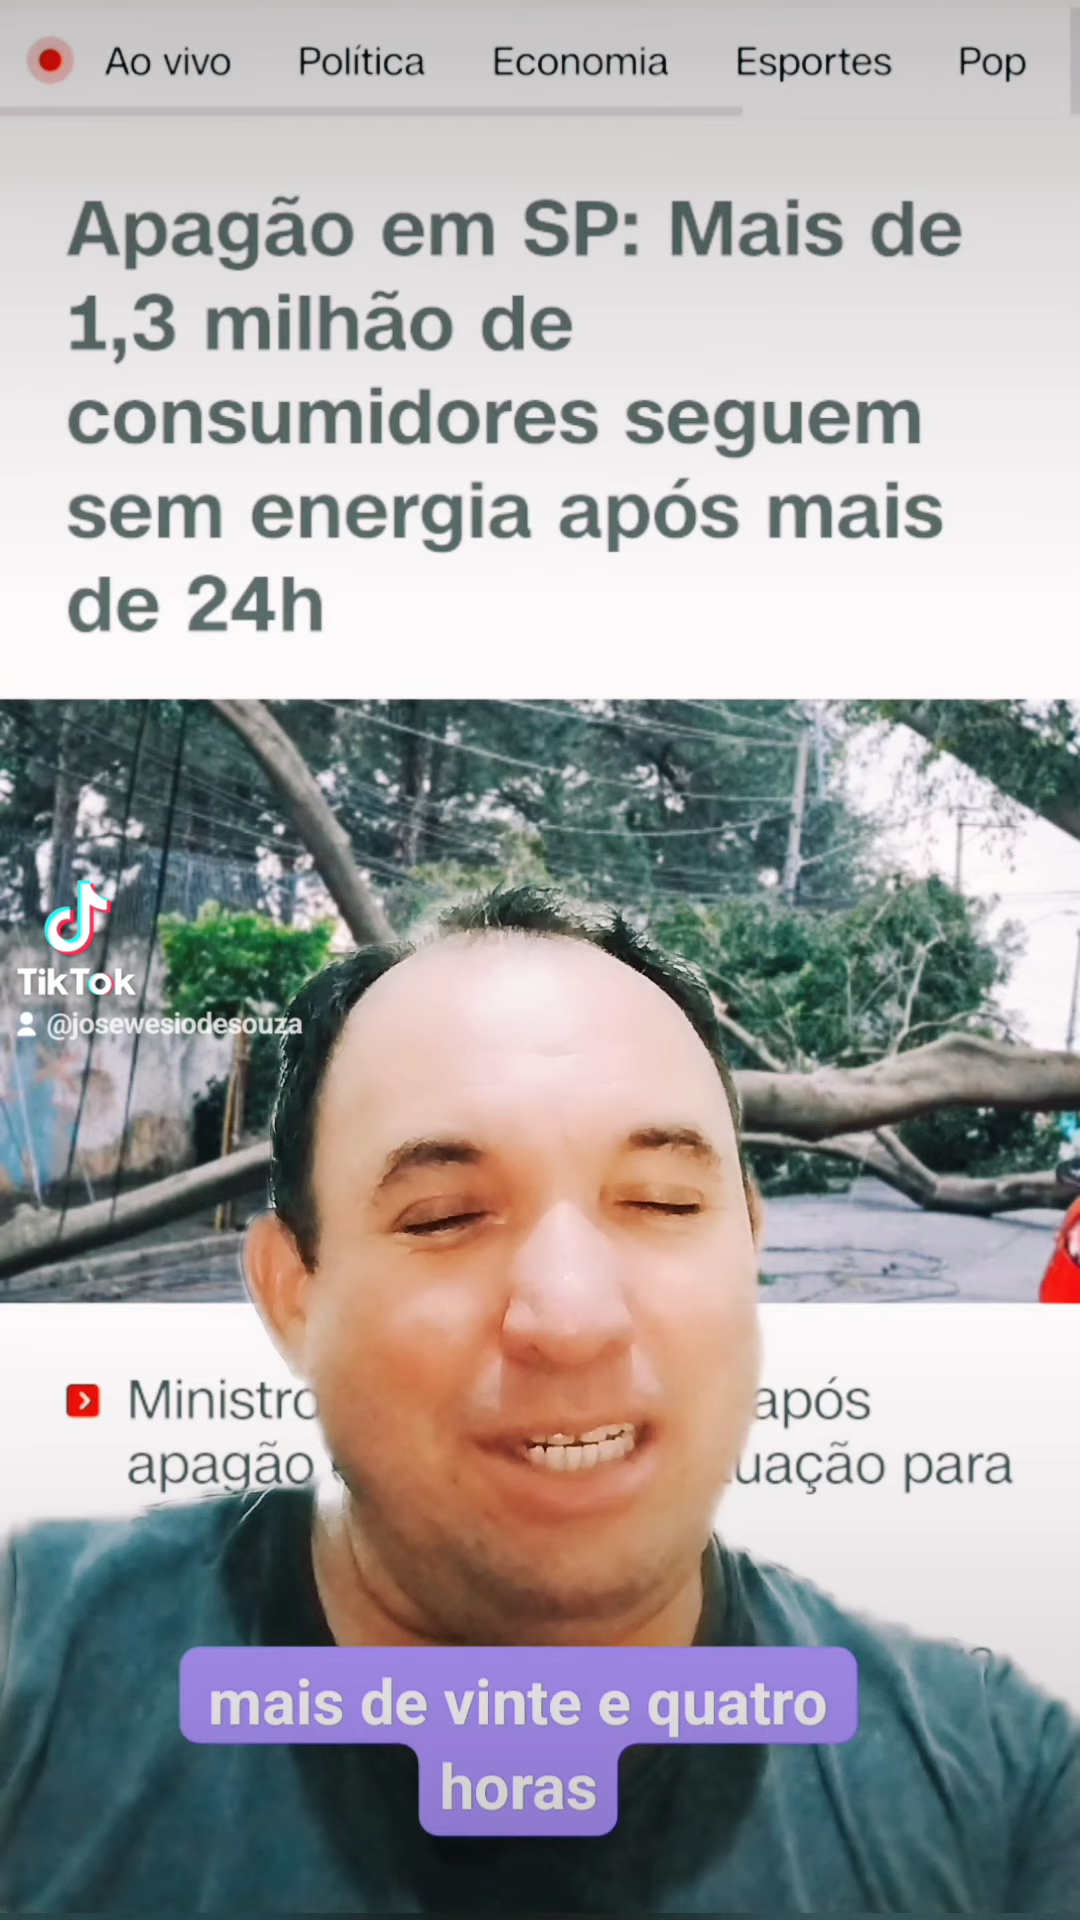 Ao vivo Política Economia Esportes Pop
Apagão em SP: Mais de
1,3 milhão de
consumidores seguem
sem energia após mais
de 24h
TikTok
@josewesiodesouza
Ministro após
apagão para
mais de vinte e quatro
horas